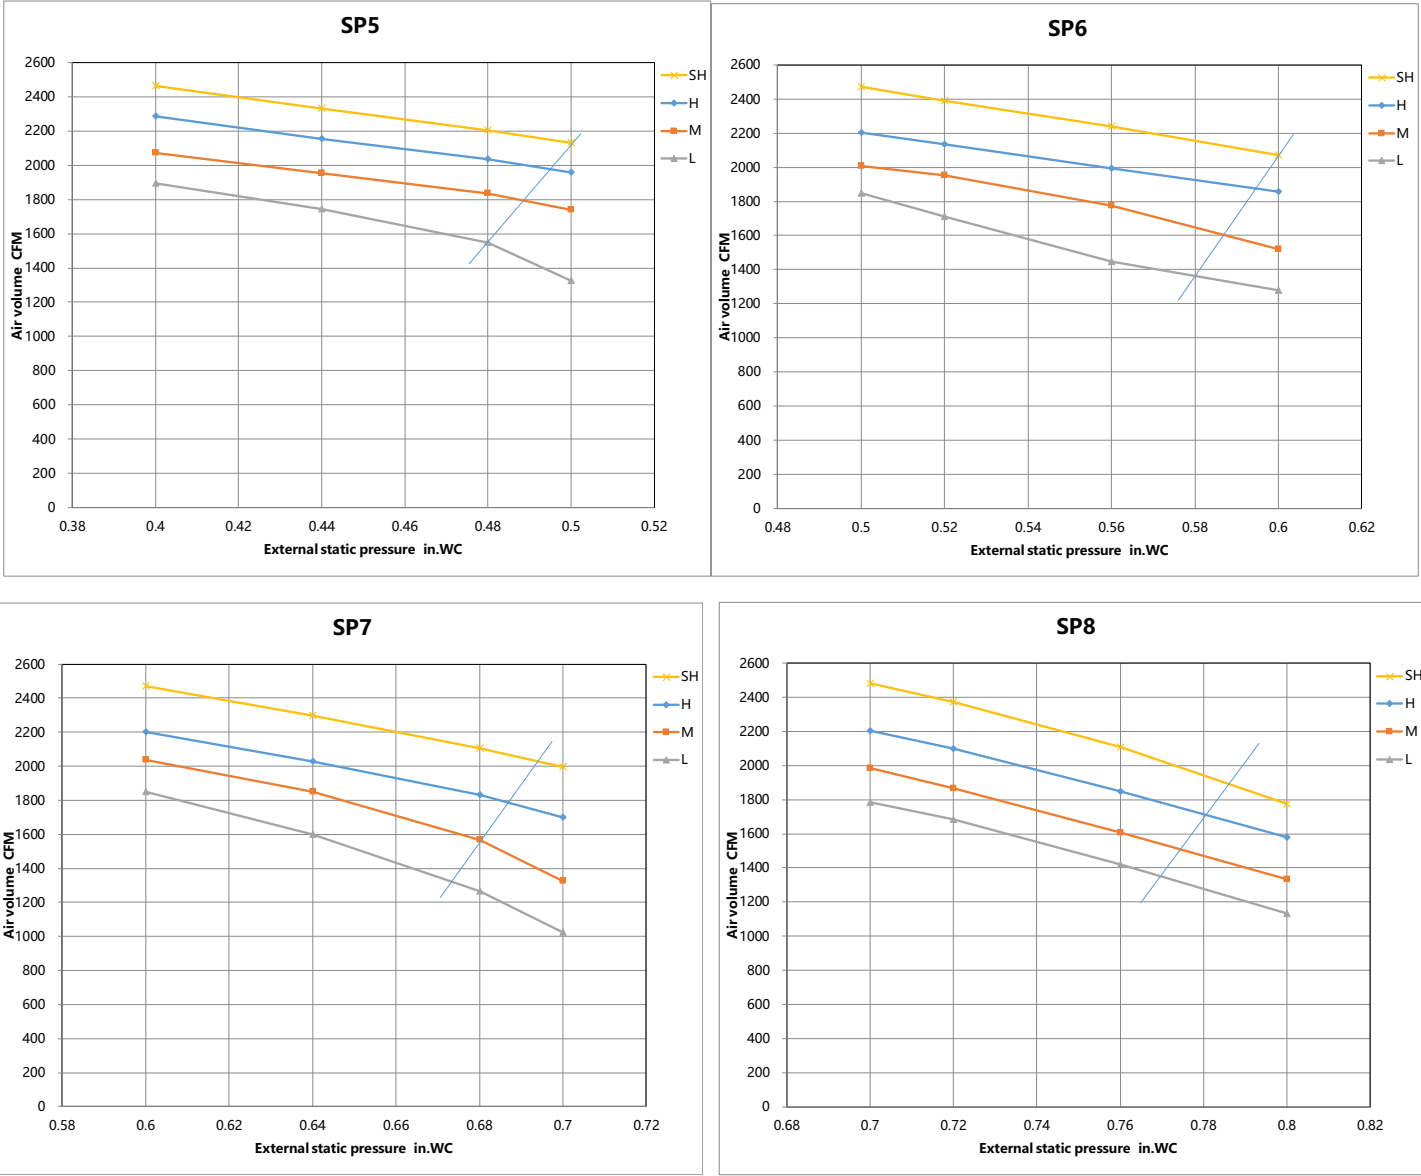 SP5
2600
2400
2200
2000
1800
1600
1400
1200
1000
800
600
400
200
0
0.38 0.4 0.42 0.44 0.46 0.48 0.5 0.52
Air volume CFM
External static pressure in.WC
SH
H
M
L
SP6
2600
2400
2200
2000
1800
1600
1400
1200
1000
800
600
400
200
0
0.48 0.5 0.52 0.54 0.56 0.58 0.6 0.62
Air volume CFM
External static pressure in.WC
SH
H
M
L
SP7
2600
2400
2200
2000
1800
1600
1400
1200
1000
800
600
400
200
0
0.58 0.6 0.62 0.64 0.66 0.68 0.7 0.72
Air volume CFM
External static pressure in.WC
SH
H
M
L
SP8
2600
2400
2200
2000
1800
1600
1400
1200
1000
800
600
400
200
0
0.68 0.7 0.72 0.74 0.76 0.78 0.8 0.82
Air volume CFM
External static pressure in.WC
SH
H
M
L